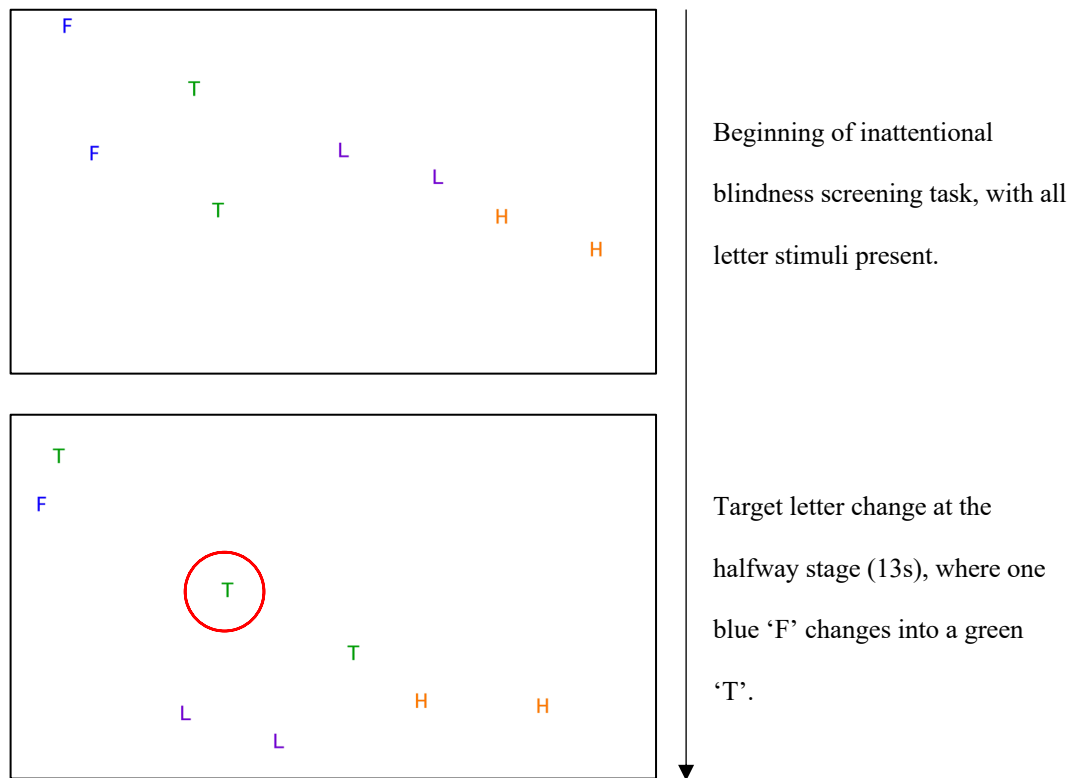 F
T
F
L
L
T
H
H
Beginning of inattentional
blindness screening task, with all
letter stimuli present.
T
F
T
T
H
H
L
L
Target letter change at the
halfway stage (13s), where one
blue ‘F’ changes into a green
‘T’.